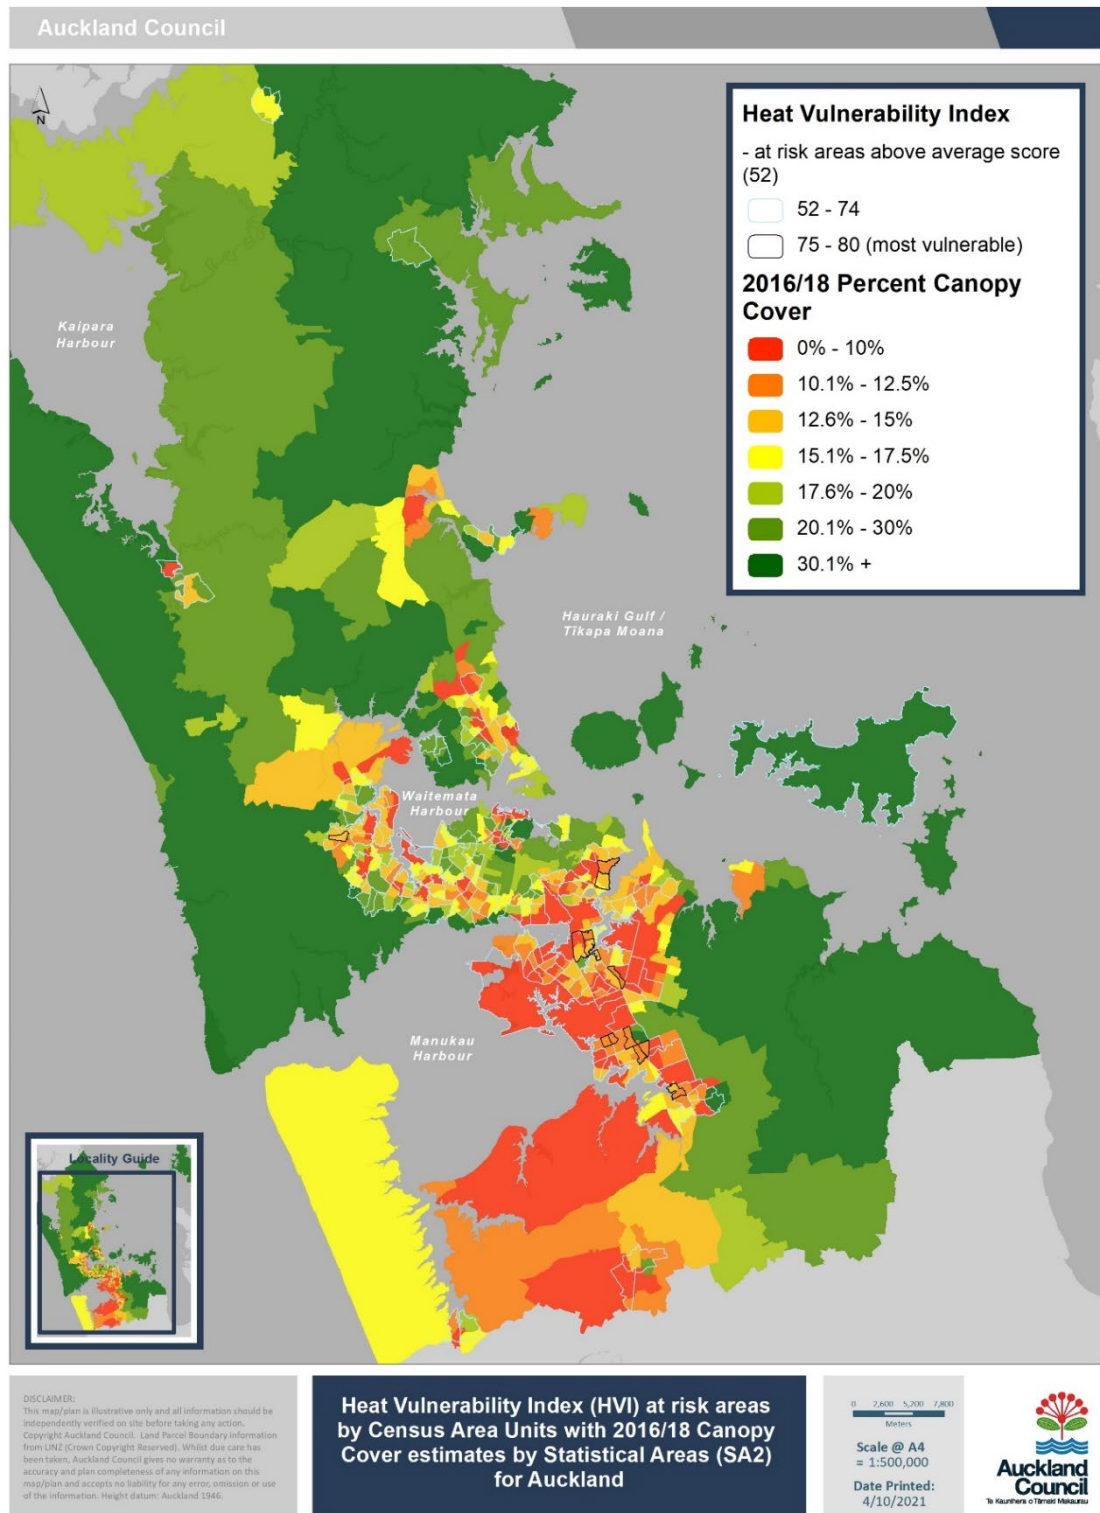 Auckland Council
N
Heat Vulnerability Index
- at risk areas above average score
(52)
52 - 74
75 - 80 (most vulnerable)
2016/18 Percent Canopy
Cover
0% - 10%
10.1% - 12.5%
12.6% - 15%
15.1% - 17.5%
17.6% - 20%
20.1% - 30%
30.1% +
Kaipara
Harbour
Hauraki Gulf /
Tīkapa Moana
Waitemata
Harbour
Manukau
Harbour
Locality Guide
DISCLAIMER:
This map/plan is illustrative only and all information should be
independently verified on site before taking any action.
Copyright Auckland Council. Land Parcel Boundary information
from LINZ (Crown Copyright Reserved). Whilst due care has
been taken, Auckland Council gives no warranty as to the
accuracy and plan completeness of any information on this
map/plan and accepts no liability for any error, omission or use
of the information. Height datum: Auckland 1946.
Heat Vulnerability Index (HVI) at risk areas
by Census Area Units with 2016/18 Canopy
Cover estimates by Statistical Areas (SA2)
for Auckland
0 2,600 5,200 7,800
Meters
Scale @ A4
= 1:500,000
Date Printed:
4/10/2021
Auckland
Council
Te Kaunihera o Tāmaki Makaurau